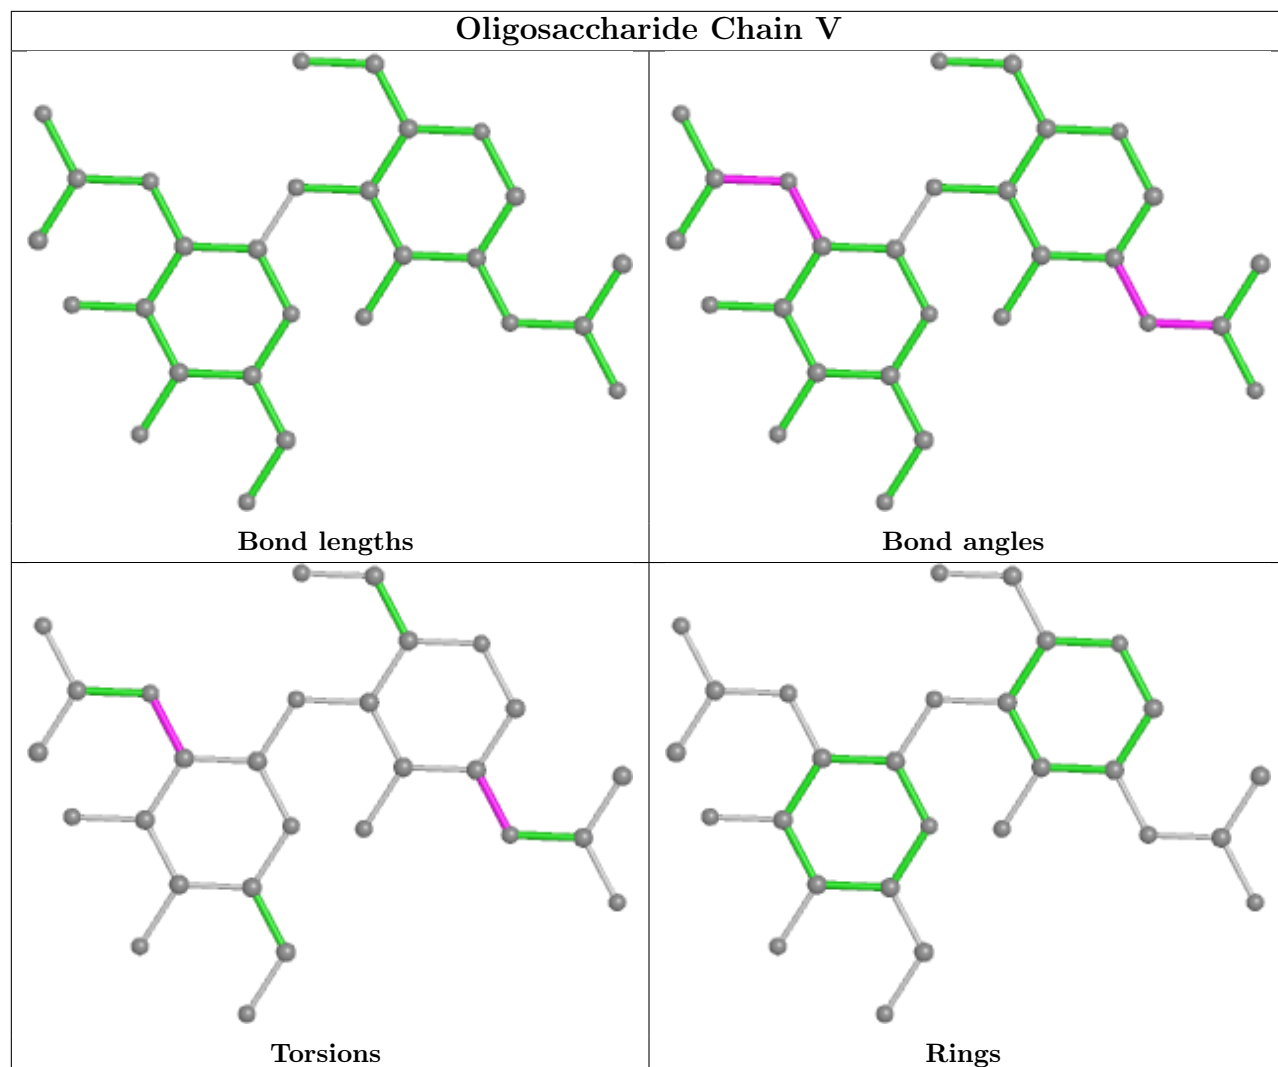 Oligosaccharide Chain V
Bond lengths
Bond angles
Torsions
Rings